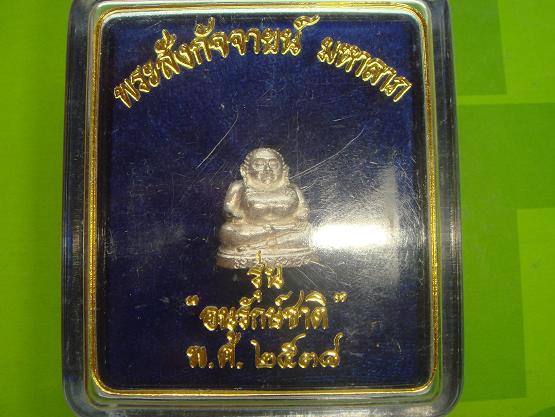 พระสังกัจจายน์ มหาลาภ
รุ่น
"อนุรักษ์ชาติ"
พ.ศ. ๒๕๓๘